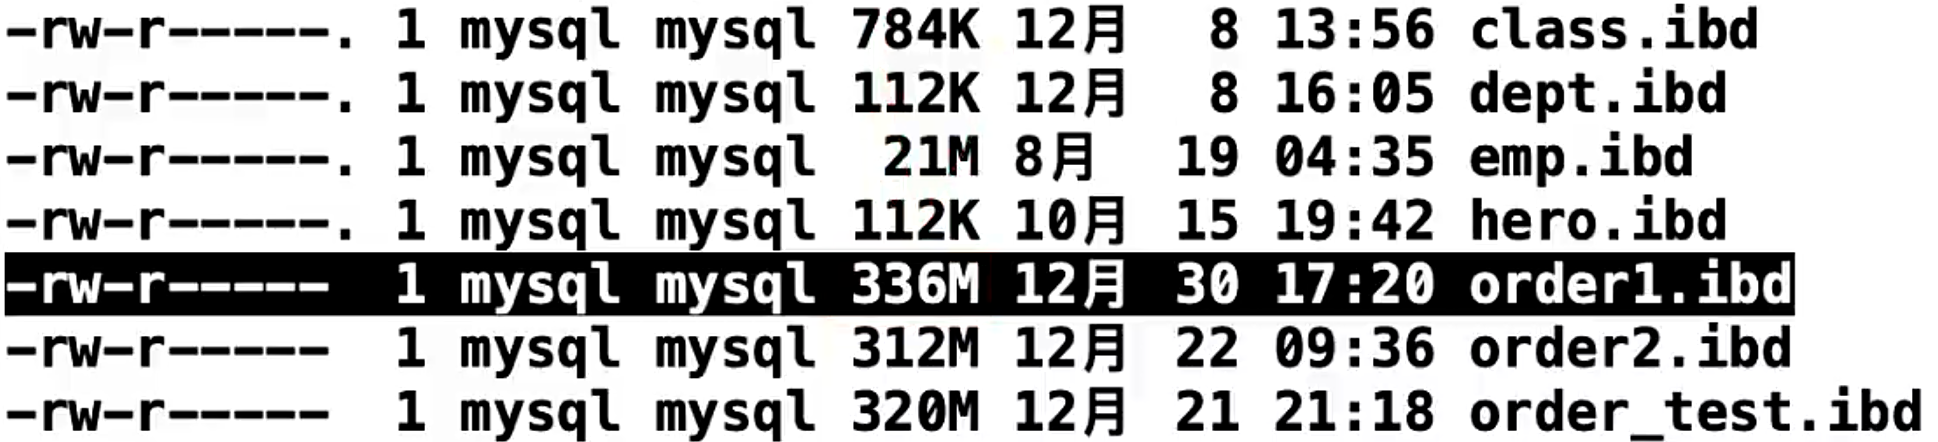 -rw-r-----. 1 mysql mysql 784K 12月  8 13:56 class.ibd
-rw-r-----. 1 mysql mysql 112K 12月  8 16:05 dept.ibd
-rw-r-----. 1 mysql mysql  21M 8月  19 04:35 emp.ibd
-rw-r-----. 1 mysql mysql 112K 10月 15 19:42 hero.ibd
-rw-r-----  1 mysql mysql 336M 12月 30 17:20 order1.ibd
-rw-r-----  1 mysql mysql 312M 12月 22 09:36 order2.ibd
-rw-r-----  1 mysql mysql 320M 12月 21 21:18 order_test.ibd